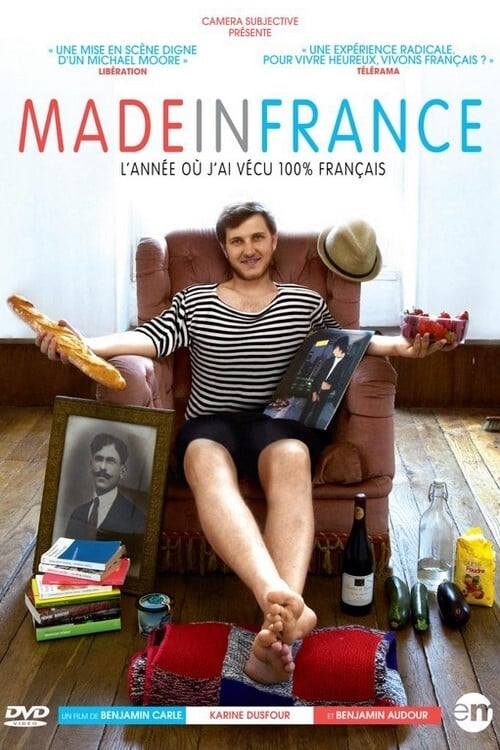 CAMERA SUBJECTIVE
PRÉSENTE
« UNE MISE EN SCÈNE DIGNE
D'UN MICHAEL MOORE »
LIBÉRATION
« UNE EXPÉRIENCE RADICALE.
POUR VIVRE HEUREUX, VIVONS FRANÇAIS ? »
TÉLÉRAMA
MADEINFRANCE
L'ANNÉE OÙ J'AI VÉCU 100% FRANÇAIS
Poudre
DVD
VIDEO
UN FILM DE BENJAMIN CARLE
KARINE DUSFOUR
ET BENJAMIN AUDOUR
em